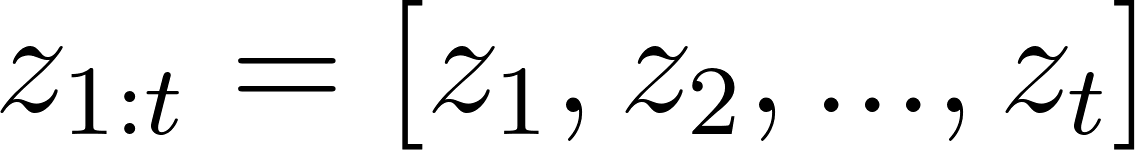 z_{1:t} = [z_1, z_2, ..., z_t]